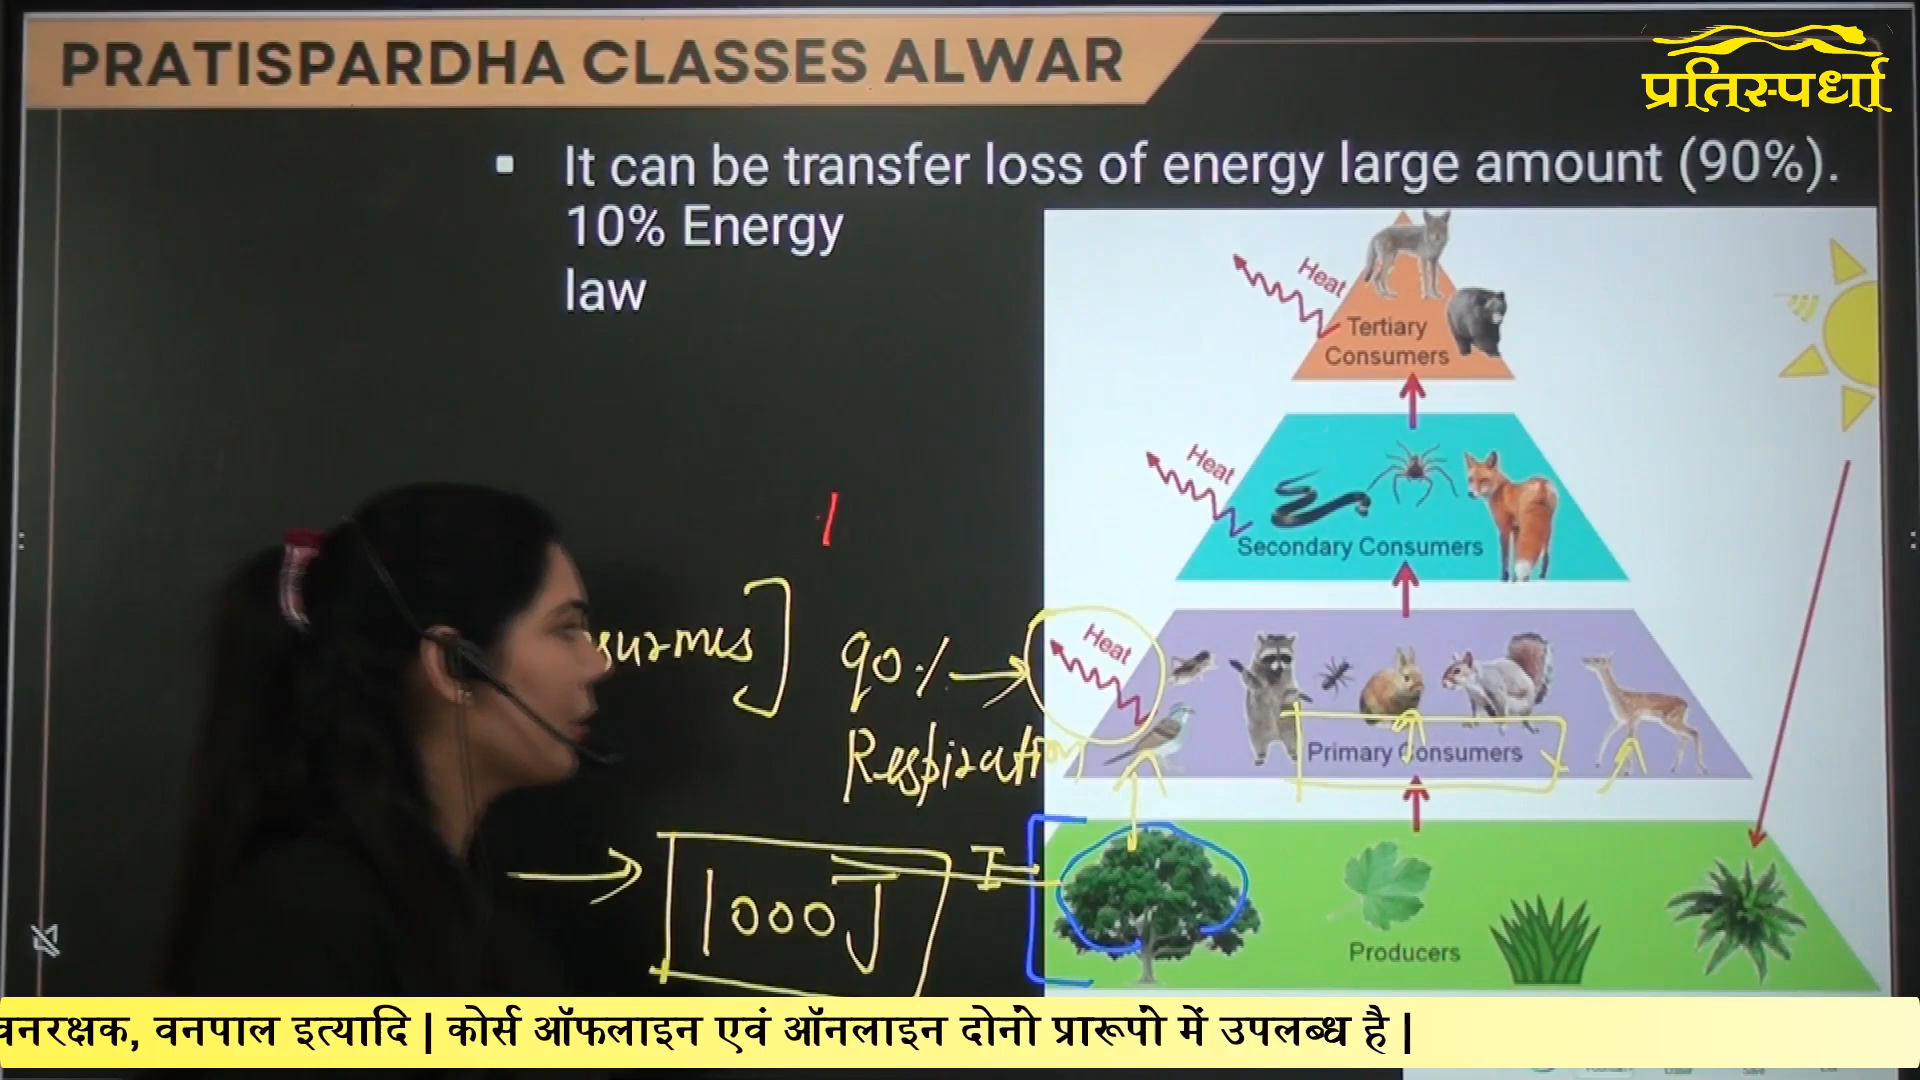 PRATISPARDHA CLASSES ALWAR
प्रतिस्पर्धा
▪ It can be transfer loss of energy large amount (90%).
10% Energy
law
Heat
Tertiary
Consumers
Heat
Secondary Consumers
90%
Heat
Respiration
Primary Consumers
1000J
Producers
वनरक्षक, वनपाल इत्यादि | कोर्स ऑफलाइन एवं ऑनलाइन दोनो प्रारूपो में उपलब्ध है |